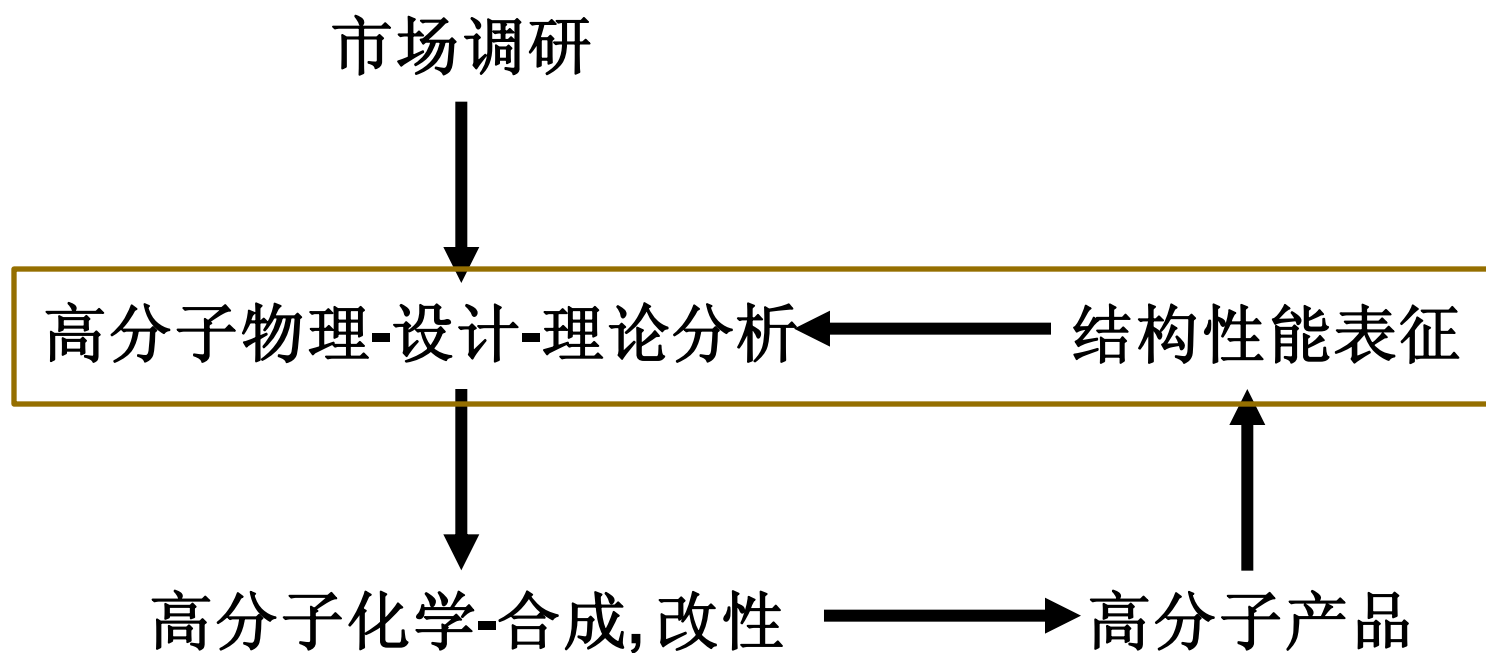 市场调研
高分子物理-设计-理论分析
结构性能表征
高分子化学-合成,改性
高分子产品